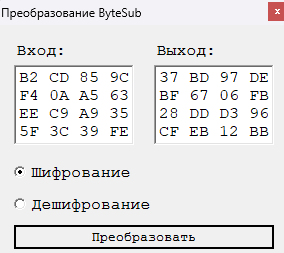 Преобразование ByteSub
x
Вход: Выход:
B2 CD 85 9C 37 BD 97 DE
F4 0A A5 63 BF 67 06 FB
EE C9 A9 35 28 DD D3 96
5F 3C 39 FE CF EB 12 BB
Шифрование
Дешифрование
Преобразовать